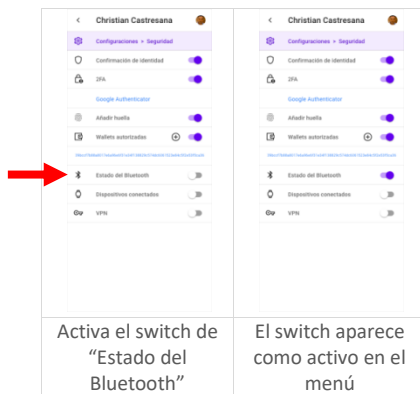 Christian Castresana
Configuraciones > Seguridad
Confirmación de identidad
2FA
Google Authenticator
Añadir huella
Wallets autorizadas
Estado del Bluetooth
Dispositivos conectados
VPN
Activa el switch de
“Estado del
Bluetooth”
Christian Castresana
Configuraciones > Seguridad
Confirmación de identidad
2FA
Google Authenticator
Añadir huella
Wallets autorizadas
Estado del Bluetooth
Dispositivos conectados
VPN
El switch aparece
como activo en el
menú